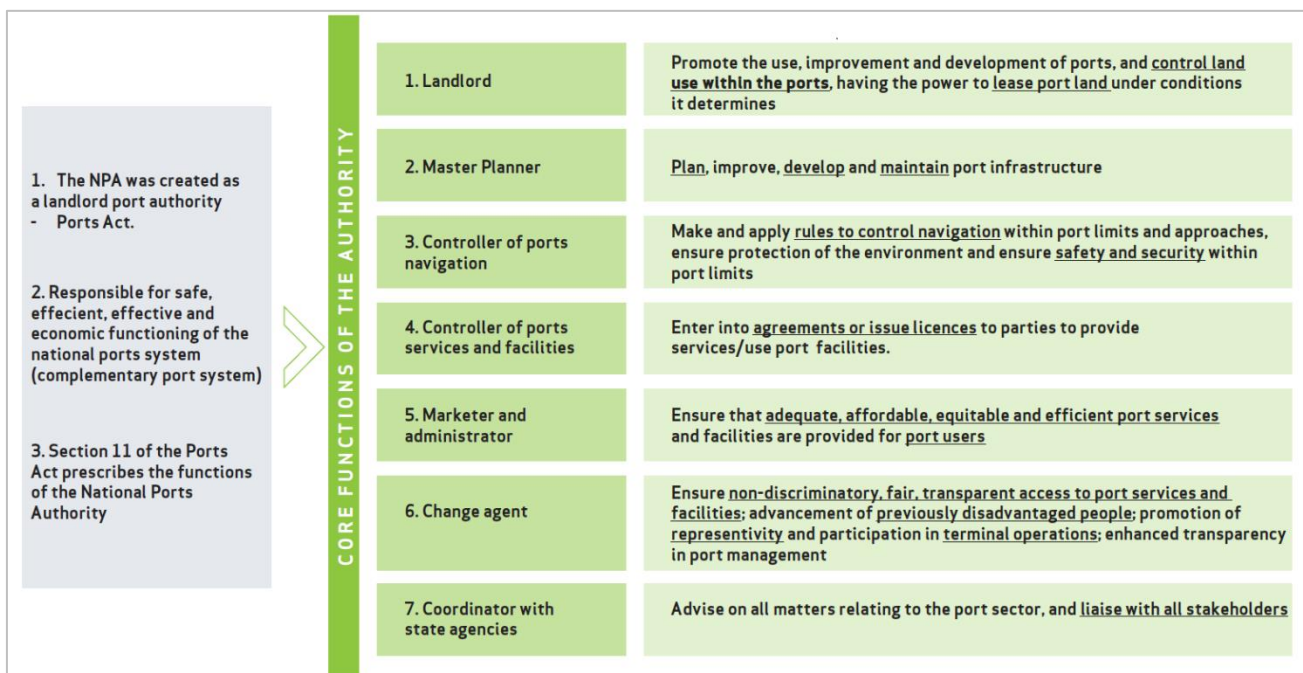 1. The NPA was created as
a landlord port authority
- Ports Act.
2. Responsible for safe,
effecient, effective and
economic functioning of the
national ports system
(complementary port system)
3. Section 11 of the Ports
Act prescribes the functions
of the National Ports
Authority
CORE FUNCTIONS OF THE AUTHORITY
1. Landlord
Promote the use, improvement and development of ports, and control land
use within the ports, having the power to lease port land under conditions
it determines
2. Master Planner
Plan, improve, develop and maintain port infrastructure
3. Controller of ports
navigation
Make and apply rules to control navigation within port limits and approaches,
ensure protection of the environment and ensure safety and security within
port limits
4. Controller of ports
services and facilities
Enter into agreements or issue licences to parties to provide
services/use port facilities.
5. Marketer and
administrator
Ensure that adequate, affordable, equitable and efficient port services
and facilities are provided for port users
6. Change agent
Ensure non-discriminatory, fair, transparent access to port services and
facilities; advancement of previously disadvantaged people; promotion of
representivity and participation in terminal operations; enhanced transparency
in port management
7. Coordinator with
state agencies
Advise on all matters relating to the port sector, and liaise with all stakeholders